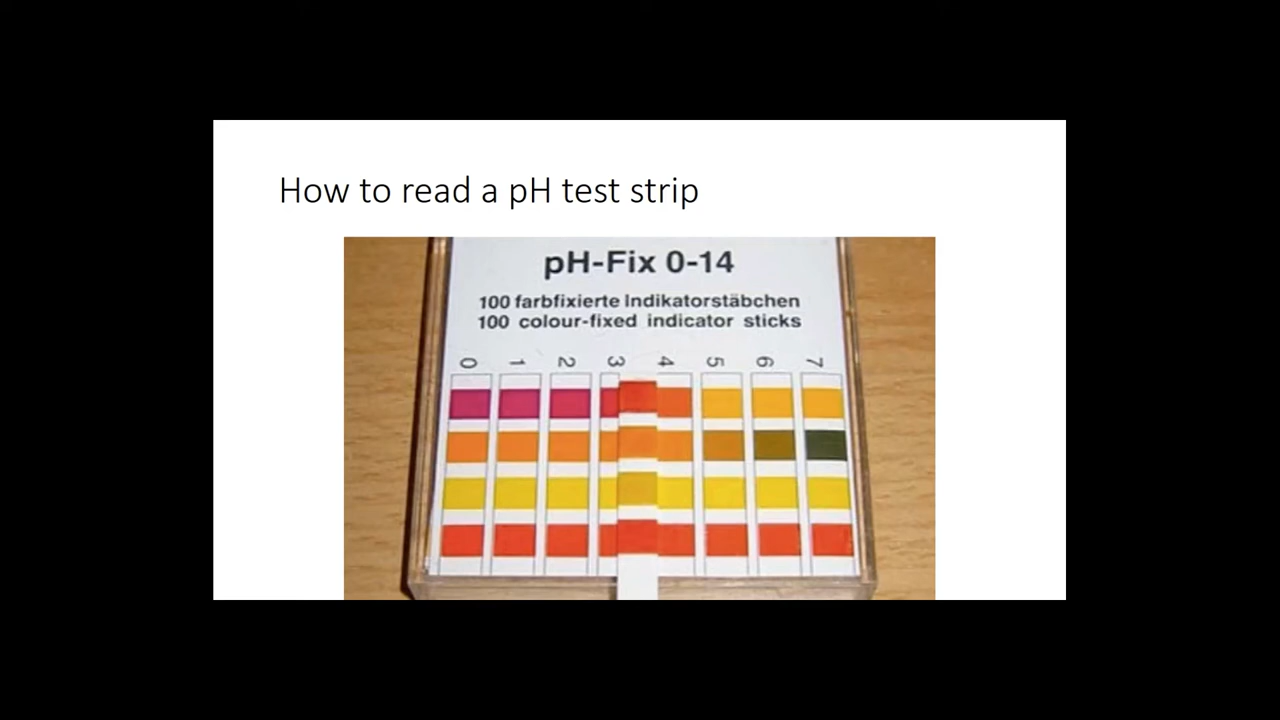 How to read a pH test strip
pH-Fix 0-14
100 farbfixierte Indikatorstäbchen
100 colour-fixed indicator sticks
0 1 2 3 4 5 6 7